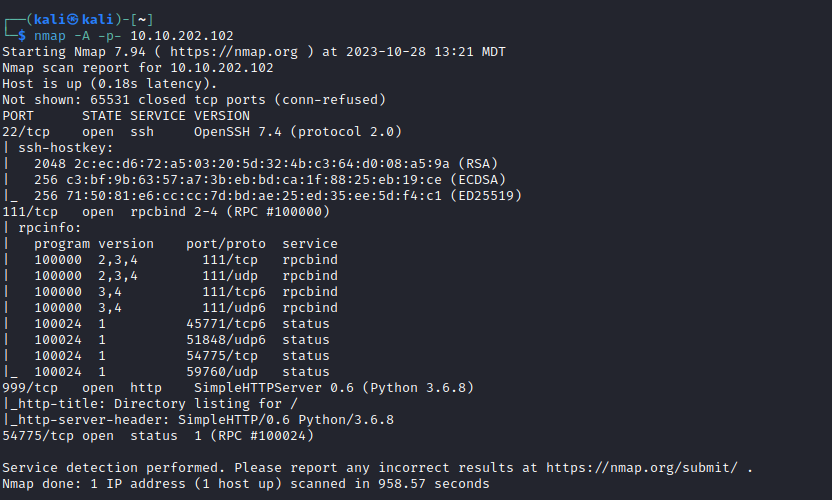 ┌──(kali㉿kali)-[~]
└─$ nmap -A -p- 10.10.202.102
Starting Nmap 7.94 ( https://nmap.org ) at 2023-10-28 13:21 MDT
Nmap scan report for 10.10.202.102
Host is up (0.18s latency).
Not shown: 65531 closed tcp ports (conn-refused)
PORT      STATE SERVICE VERSION
22/tcp    open  ssh     OpenSSH 7.4 (protocol 2.0)
| ssh-hostkey:
|   2048 2c:ec:d6:72:a5:03:20:5d:32:4b:c3:64:d0:08:a5:9a (RSA)
|   256 c3:bf:9b:63:57:a7:3b:eb:bd:ca:1f:88:25:eb:19:ce (ECDSA)
|_  256 71:50:81:e6:cc:cc:7d:bd:ae:25:ed:35:ee:5d:f4:c1 (ED25519)
111/tcp   open  rpcbind 2-4 (RPC #100000)
| rpcinfo:
|   program version    port/proto  service
|   100000  2,3,4        111/tcp   rpcbind
|   100000  2,3,4        111/udp   rpcbind
|   100000  3,4          111/tcp6  rpcbind
|   100000  3,4          111/udp6  rpcbind
|   100024  1          45771/tcp6  status
|   100024  1          51848/udp6  status
|   100024  1          54775/tcp   status
|_  100024  1          59760/udp   status
999/tcp   open  http    SimpleHTTPServer 0.6 (Python 3.6.8)
|_http-title: Directory listing for /
|_http-server-header: SimpleHTTP/0.6 Python/3.6.8
54775/tcp open  status  1 (RPC #100024)

Service detection performed. Please report any incorrect results at https://nmap.org/submit/ .
Nmap done: 1 IP address (1 host up) scanned in 958.57 seconds